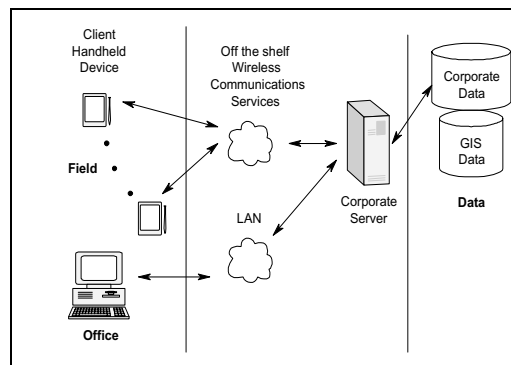 Client
Handheld
Device
Field
Office
Off the shelf
Wireless
Communications
Services
LAN
Corporate
Server
Corporate
Data
GIS
Data
Data